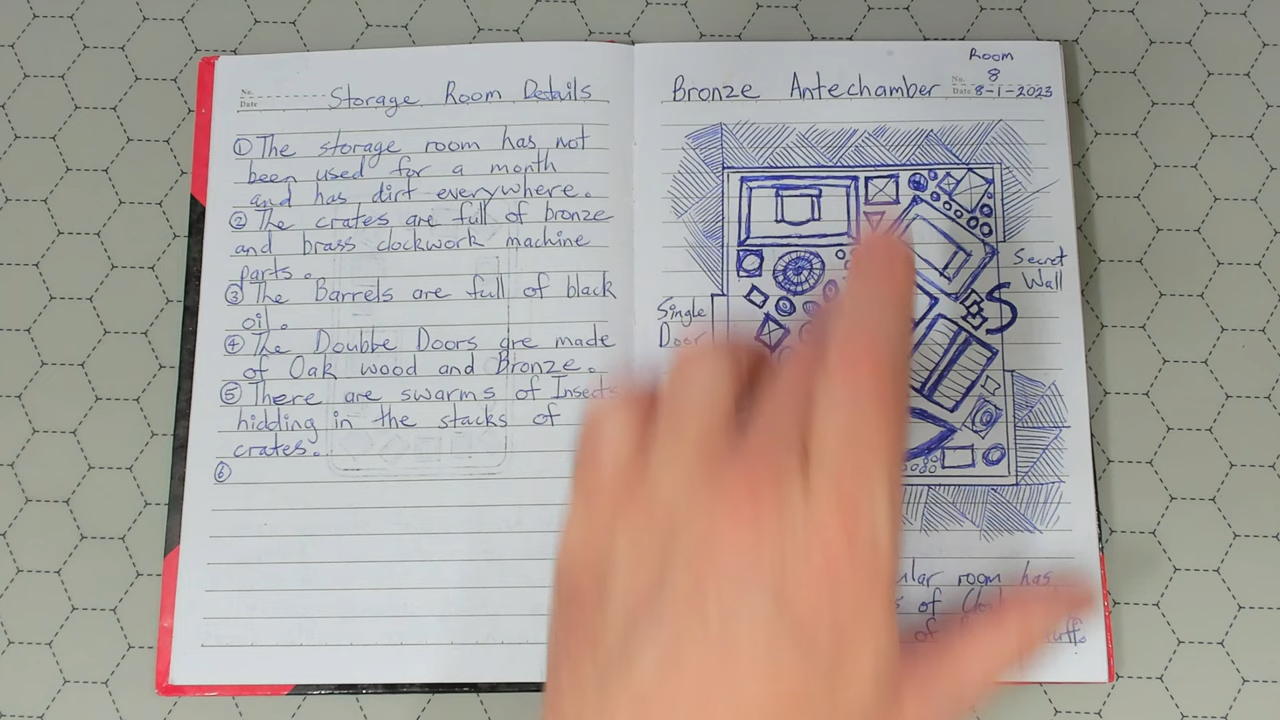 No.
Date
Storage Room Details
① The storage room has not
been used for a month
and has dirt everywhere.
② The crates are full of bronze
and brass clockwork machine
parts.
③ The Barrels are full of black
oil.
④ The Doubbe Doors are made
of Oak wood and Bronze.
⑤ There are swarms of Insects
hidding in the stacks of
crates.
⑥
Room
8
Bronze Antechamber
No.
Date 8-1-2023
Secret
Wall
S
Single
Door
room has
of
of